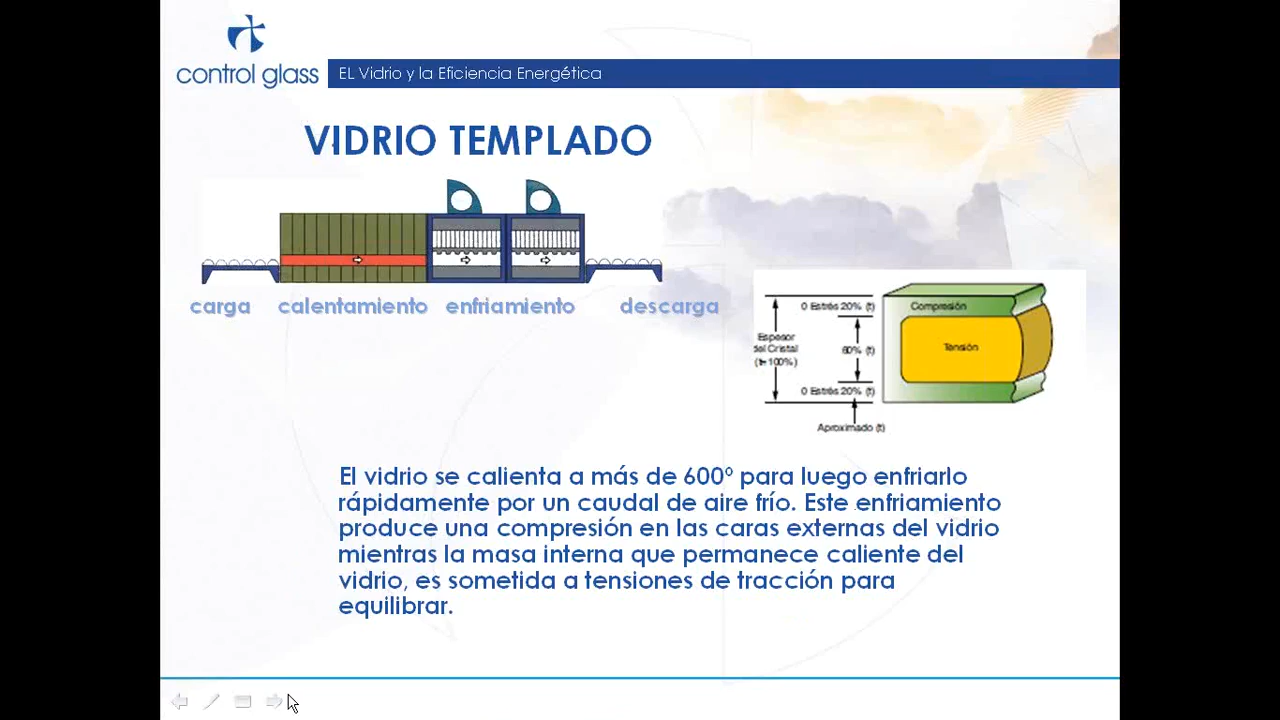 control glass
EL Vidrio y la Eficiencia Energética
VIDRIO TEMPLADO
carga calentamiento enfriamiento descarga
0 Estrés 20% (t)
Compresión
Espesor
del Cristal
(t=100%)
60% (t)
Tensión
0 Estrés 20% (t)
Aproximado (t)
El vidrio se calienta a más de 600º para luego enfriarlo
rápidamente por un caudal de aire frío. Este enfriamiento
produce una compresión en las caras externas del vidrio
mientras la masa interna que permanece caliente del
vidrio, es sometida a tensiones de tracción para
equilibrar.